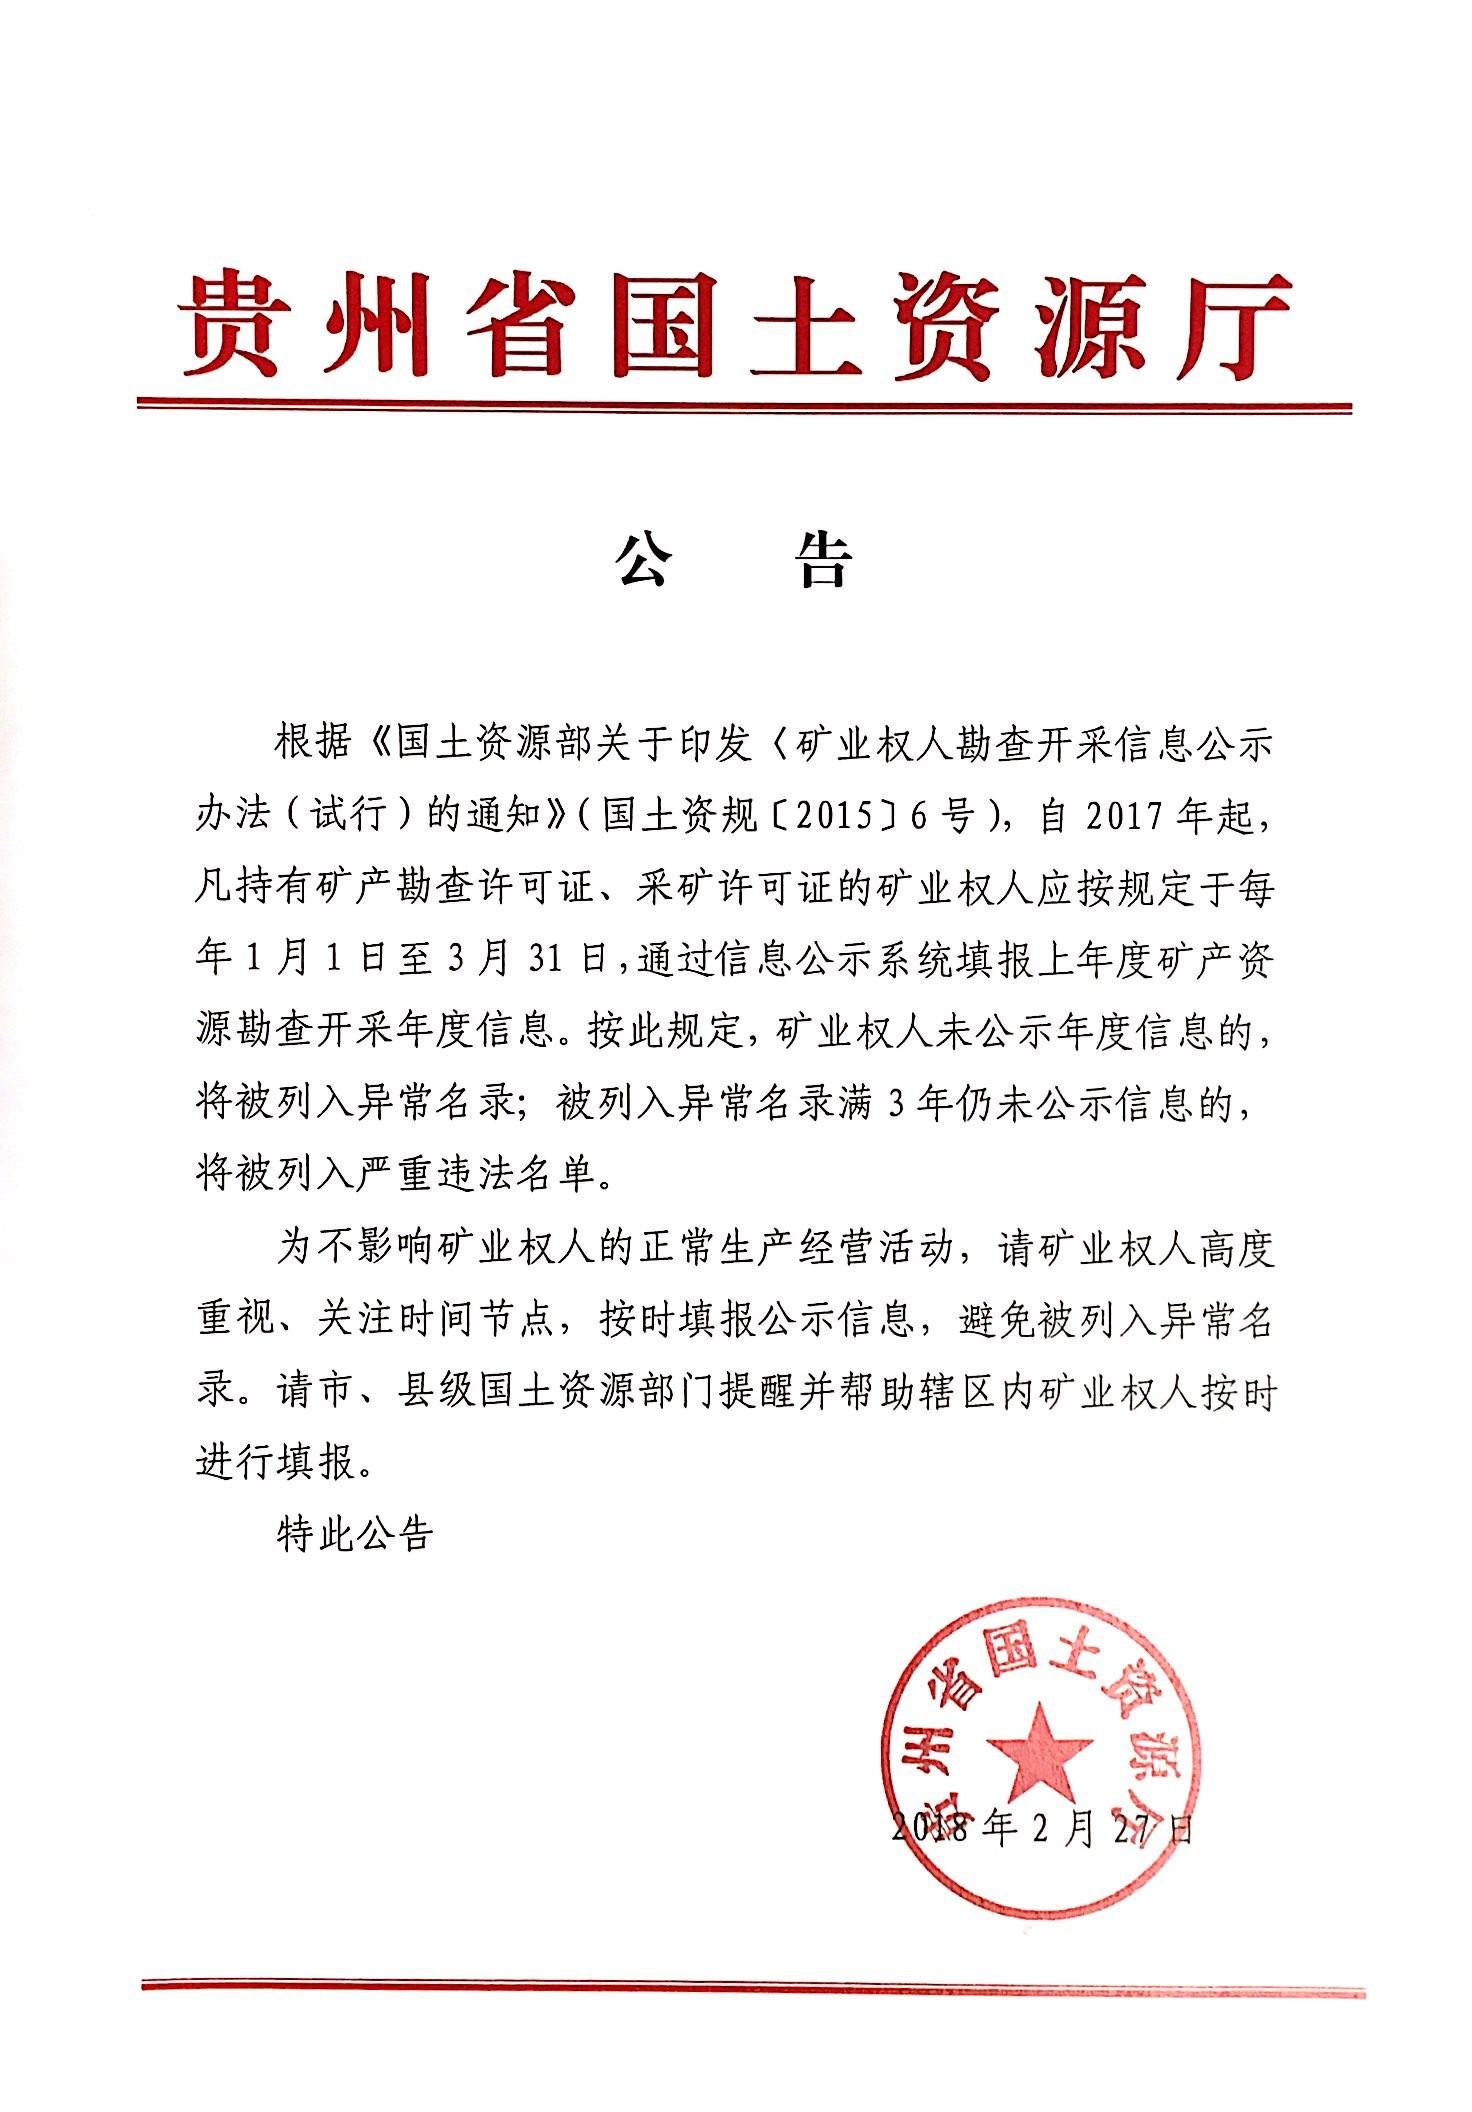 贵州省国土资源厅
公 告
根据《国土资源部关于印发〈矿业权人勘查开采信息公示
办法（试行）的通知》（国土资规〔2015〕6号），自2017年起，
凡持有矿产勘查许可证、采矿许可证的矿业权人应按规定于每
年1月1日至3月31日，通过信息公示系统填报上年度矿产资
源勘查开采年度信息。按此规定，矿业权人未公示年度信息的，
将被列入异常名录；被列入异常名录满3年仍未公示信息的，
将被列入严重违法名单。
为不影响矿业权人的正常生产经营活动，请矿业权人高度
重视、关注时间节点，按时填报公示信息，避免被列入异常名
录。请市、县级国土资源部门提醒并帮助辖区内矿业权人按时
进行填报。
特此公告
贵州省国土资源厅
2018年2月27日